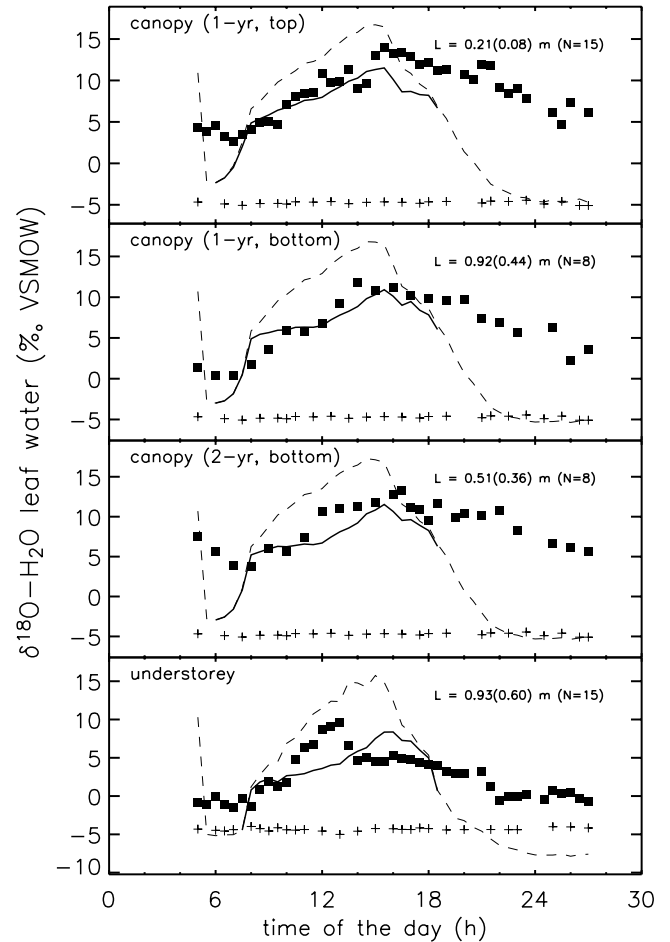 canopy (1-yr, top)
L = 0.21(0.08) m (N=15)
15
10
5
0
−5
canopy (1-yr, bottom)
L = 0.92(0.44) m (N=8)
15
10
5
0
−5
canopy (2-yr, bottom)
L = 0.51(0.36) m (N=8)
15
10
5
0
−5
understorey
L = 0.93(0.60) m (N=15)
15
10
5
0
−5
−10
0 6 12 18 24 30
time of the day (h)
δ¹⁸O−H₂O leaf water (‰ VSMOW)